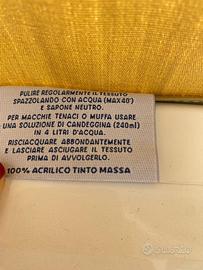 PULIRE REGOLARMENTE IL TESSUTO
SPAZZOLANDO CON ACQUA (MAX40°)
E SAPONE NEUTRO.
PER MACCHIE TENACI O MUFFA USARE
UNA SOLUZIONE DI CANDEGGINA (240ml)
IN 4 LITRI D'ACQUA.
RISCIACQUARE ABBONDANTEMENTE
E LASCIARE ASCIUGARE IL TESSUTO
PRIMA DI AVVOLGERLO.
100% ACRILICO TINTO MASSA
subito